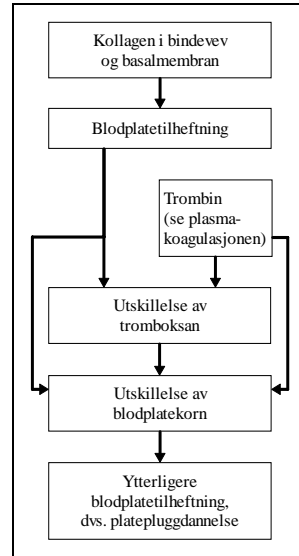 Kollagen i bindevev
og basalmembran
Blodplatetilheftning
Trombin
(se plasma-
koagulasjonen)
Utskillelse av
tromboksan
Utskillelse av
blodplatekorn
Ytterligere
blodplatetilheftning,
dvs. platepluggdannelse